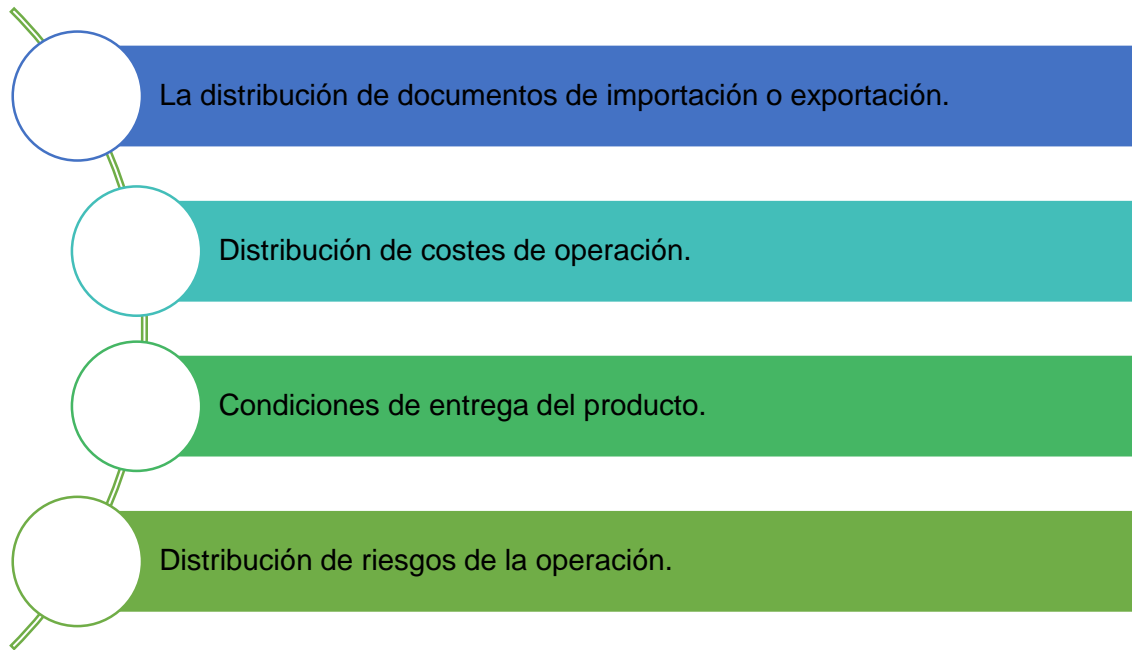 La distribución de documentos de importación o exportación.
Distribución de costes de operación.
Condiciones de entrega del producto.
Distribución de riesgos de la operación.